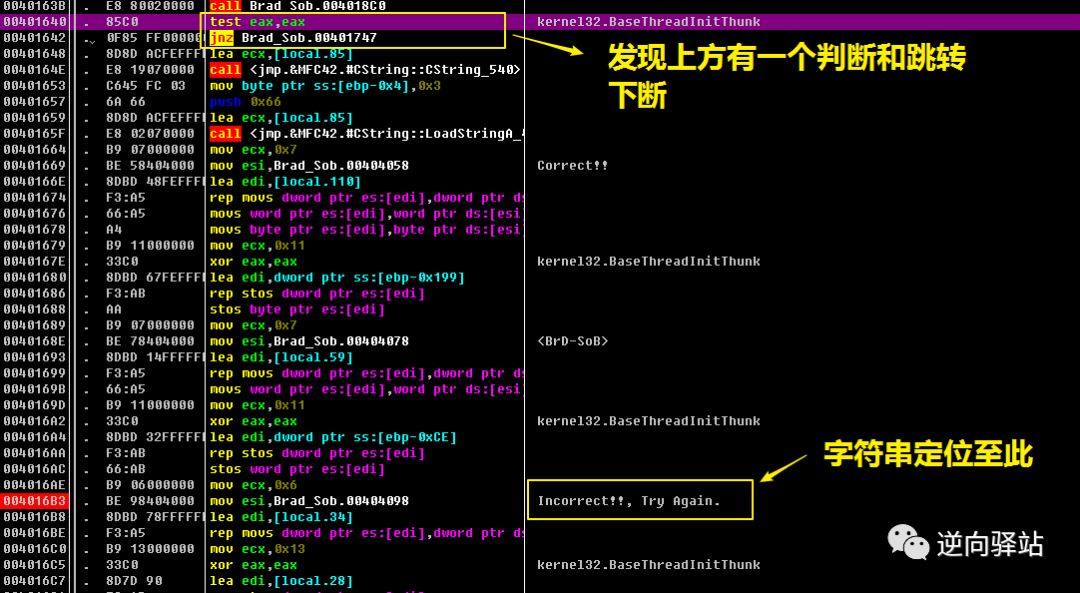 0040163B . E8 80020000 call Brad_Sob.004018C0
00401640 . 85C0 test eax,eax kernel32.BaseThreadInitThunk
00401642 . 0F85 FF00000 jnz Brad_Sob.00401747
00401648 . 8D8D ACFEFFF lea ecx,[local.85]
0040164E . E8 19070000 call <jmp.&MFC42.#CString::CString_540>
00401653 . C645 FC 03 mov byte ptr ss:[ebp-0x4],0x3
00401657 . 6A 66 push 0x66
00401659 . 8D8D ACFEFFF lea ecx,[local.85]
0040165F . E8 02070000 call <jmp.&MFC42.#CString::LoadStringA_
00401664 . B9 07000000 mov ecx,0x7
00401669 . BE 58404000 mov esi,Brad_Sob.00404058 Correct!!
0040166E . 8DBD 48FEFFF lea edi,[local.110]
00401674 . F3:A5 rep movs dword ptr es:[edi],dword ptr ds
00401676 . 66:A5 movs word ptr es:[edi],word ptr ds:[esi
00401678 . A4 movs byte ptr es:[edi],byte ptr ds:[esi
00401679 . B9 11000000 mov ecx,0x11
0040167E . 33C0 xor eax,eax kernel32.BaseThreadInitThunk
00401680 . 8DBD 67FEFFF lea edi,dword ptr ss:[ebp-0x199]
00401686 . F3:AB rep stos dword ptr es:[edi]
00401688 . AA stos byte ptr es:[edi]
00401689 . B9 07000000 mov ecx,0x7
0040168E . BE 78404000 mov esi,Brad_Sob.00404078 <BrD-SoB>
00401693 . 8DBD 14FFFFF lea edi,[local.59]
00401699 . F3:A5 rep movs dword ptr es:[edi],dword ptr ds
0040169B . 66:A5 movs word ptr es:[edi],word ptr ds:[esi
0040169D . B9 11000000 mov ecx,0x11
004016A2 . 33C0 xor eax,eax kernel32.BaseThreadInitThunk
004016A4 . 8DBD 32FFFFF lea edi,dword ptr ss:[ebp-0xCE]
004016AA . F3:AB rep stos dword ptr es:[edi]
004016AC . 66:AB stos word ptr es:[edi]
004016AE . B9 06000000 mov ecx,0x6
004016B3 . BE 98404000 mov esi,Brad_Sob.00404098 Incorrect!!, Try Again.
004016B8 . 8DBD 78FFFFF lea edi,[local.34]
004016BE . F3:A5 rep movs dword ptr es:[edi],dword ptr ds
004016C0 . B9 13000000 mov ecx,0x13
004016C5 . 33C0 xor eax,eax kernel32.BaseThreadInitThunk
004016C7 . 8D7D 90 lea edi,[local.28]
发现上方有一个判断和跳转
下断
字符串定位至此
逆向驿站